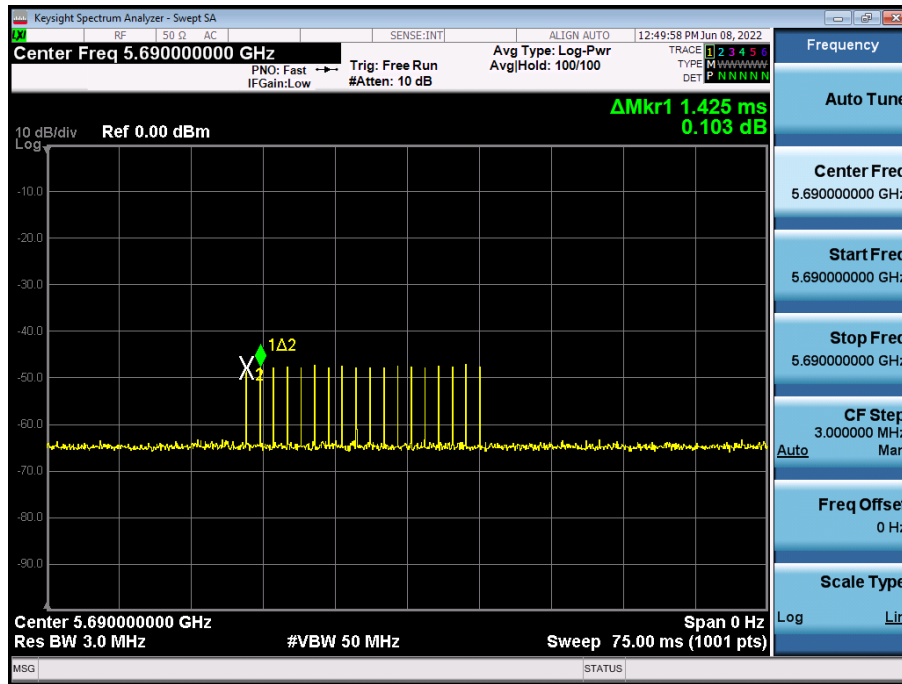 Keysight Spectrum Analyzer - Swept SA
LXI RF 50 Ω AC SENSE:INT ALIGN AUTO 12:49:58 PM Jun 08, 2022
Center Freq 5.690000000 GHz
PNO: Fast
IFGain:Low
Trig: Free Run
#Atten: 10 dB
Avg Type: Log-Pwr
Avg|Hold: 100/100
TRACE 1 2 3 4 5 6
TYPE M WWWWW
DET P N N N N N
ΔMkr1 1.425 ms
0.103 dB
10 dB/div Ref 0.00 dBm
Log
-10.0
-20.0
-30.0
-40.0
-50.0
-60.0
-70.0
-80.0
-90.0
1Δ2
X2
Center 5.690000000 GHz Span 0 Hz
Res BW 3.0 MHz #VBW 50 MHz Sweep 75.00 ms (1001 pts)
MSG STATUS
Frequency
Auto Tune
Center Freq
5.690000000 GHz
Start Freq
5.690000000 GHz
Stop Freq
5.690000000 GHz
CF Step
3.000000 MHz
Auto Man
Freq Offset
0 Hz
Scale Type
Log Lin